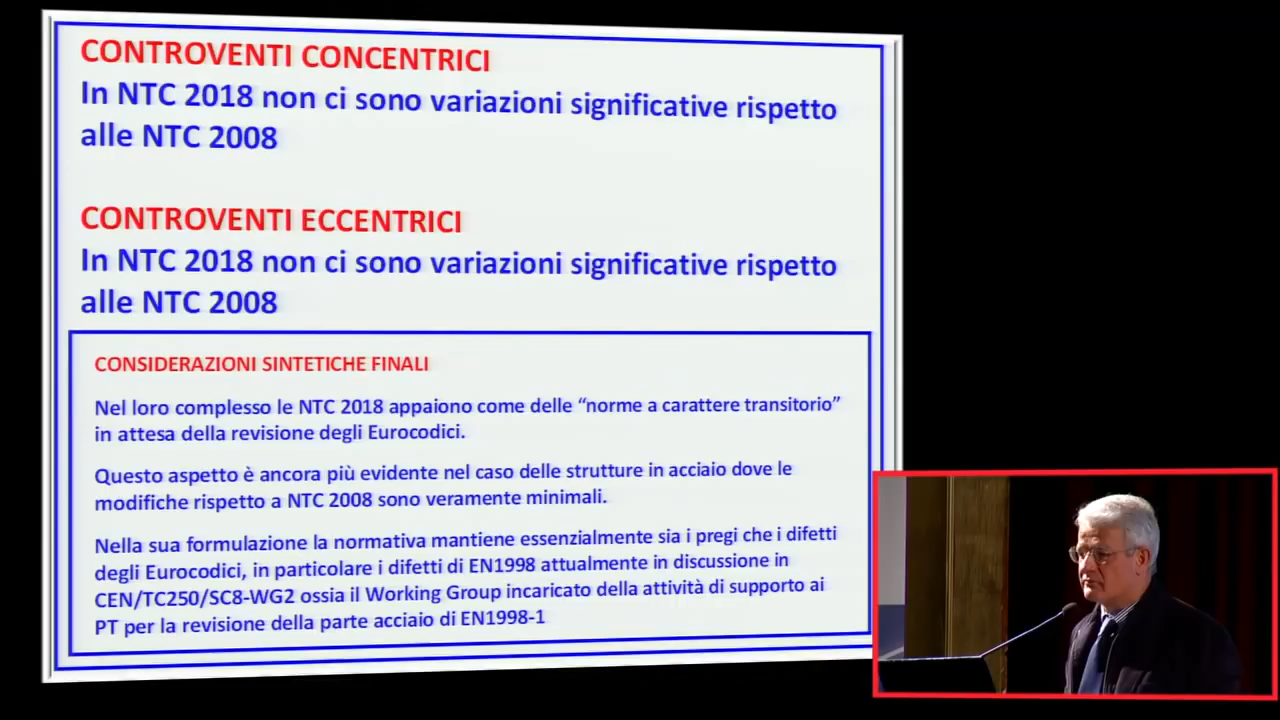 CONTROVENTI CONCENTRICI
In NTC 2018 non ci sono variazioni significative rispetto
alle NTC 2008
CONTROVENTI ECCENTRICI
In NTC 2018 non ci sono variazioni significative rispetto
alle NTC 2008
CONSIDERAZIONI SINTETICHE FINALI
Nel loro complesso le NTC 2018 appaiono come delle “norme a carattere transitorio”
in attesa della revisione degli Eurocodici.
Questo aspetto è ancora più evidente nel caso delle strutture in acciaio dove le
modifiche rispetto a NTC 2008 sono veramente minimali.
Nella sua formulazione la normativa mantiene essenzialmente sia i pregi che i difetti
degli Eurocodici, in particolare i difetti di EN1998 attualmente in discussione in
CEN/TC250/SC8-WG2 ossia il Working Group incaricato della attività di supporto ai
PT per la revisione della parte acciaio di EN1998-1